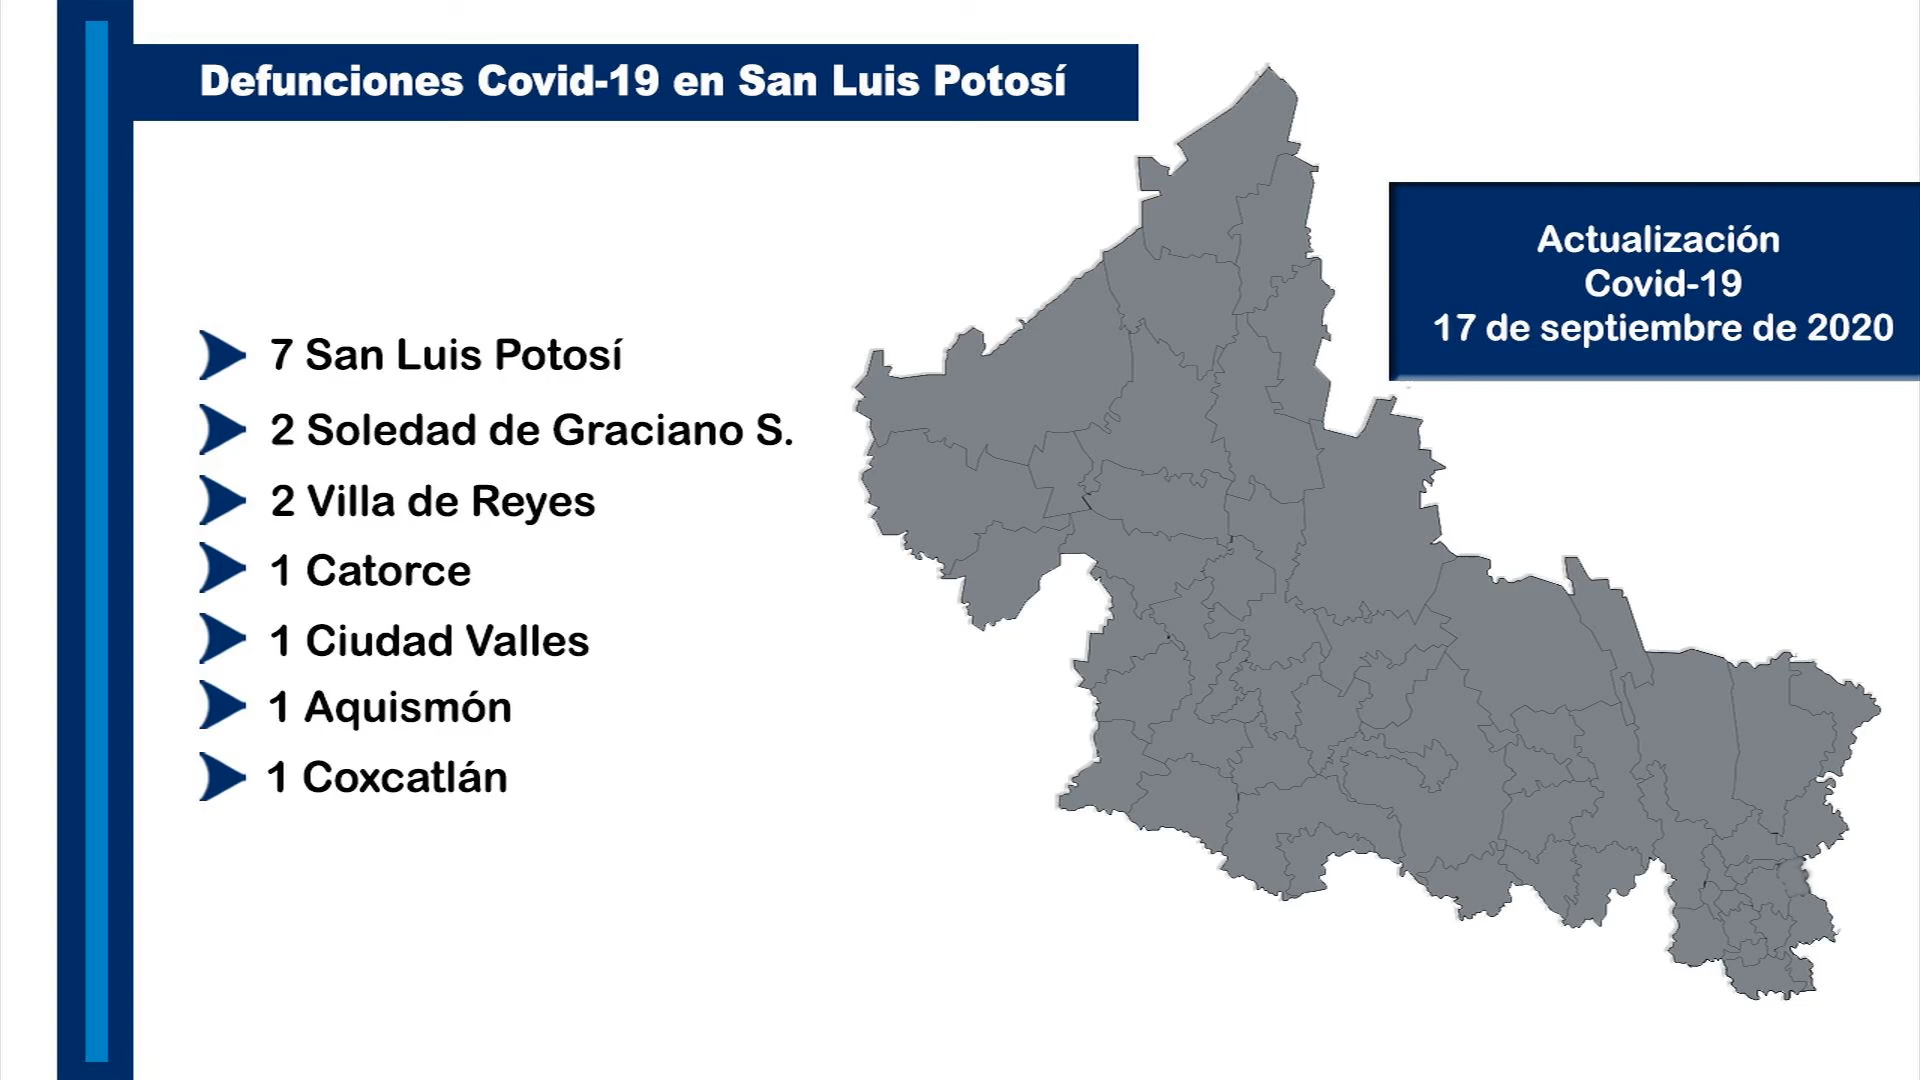 Defunciones Covid-19 en San Luis Potosí
Actualización
Covid-19
17 de septiembre de 2020
7 San Luis Potosí
2 Soledad de Graciano S.
2 Villa de Reyes
1 Catorce
1 Ciudad Valles
1 Aquismón
1 Coxcatlán